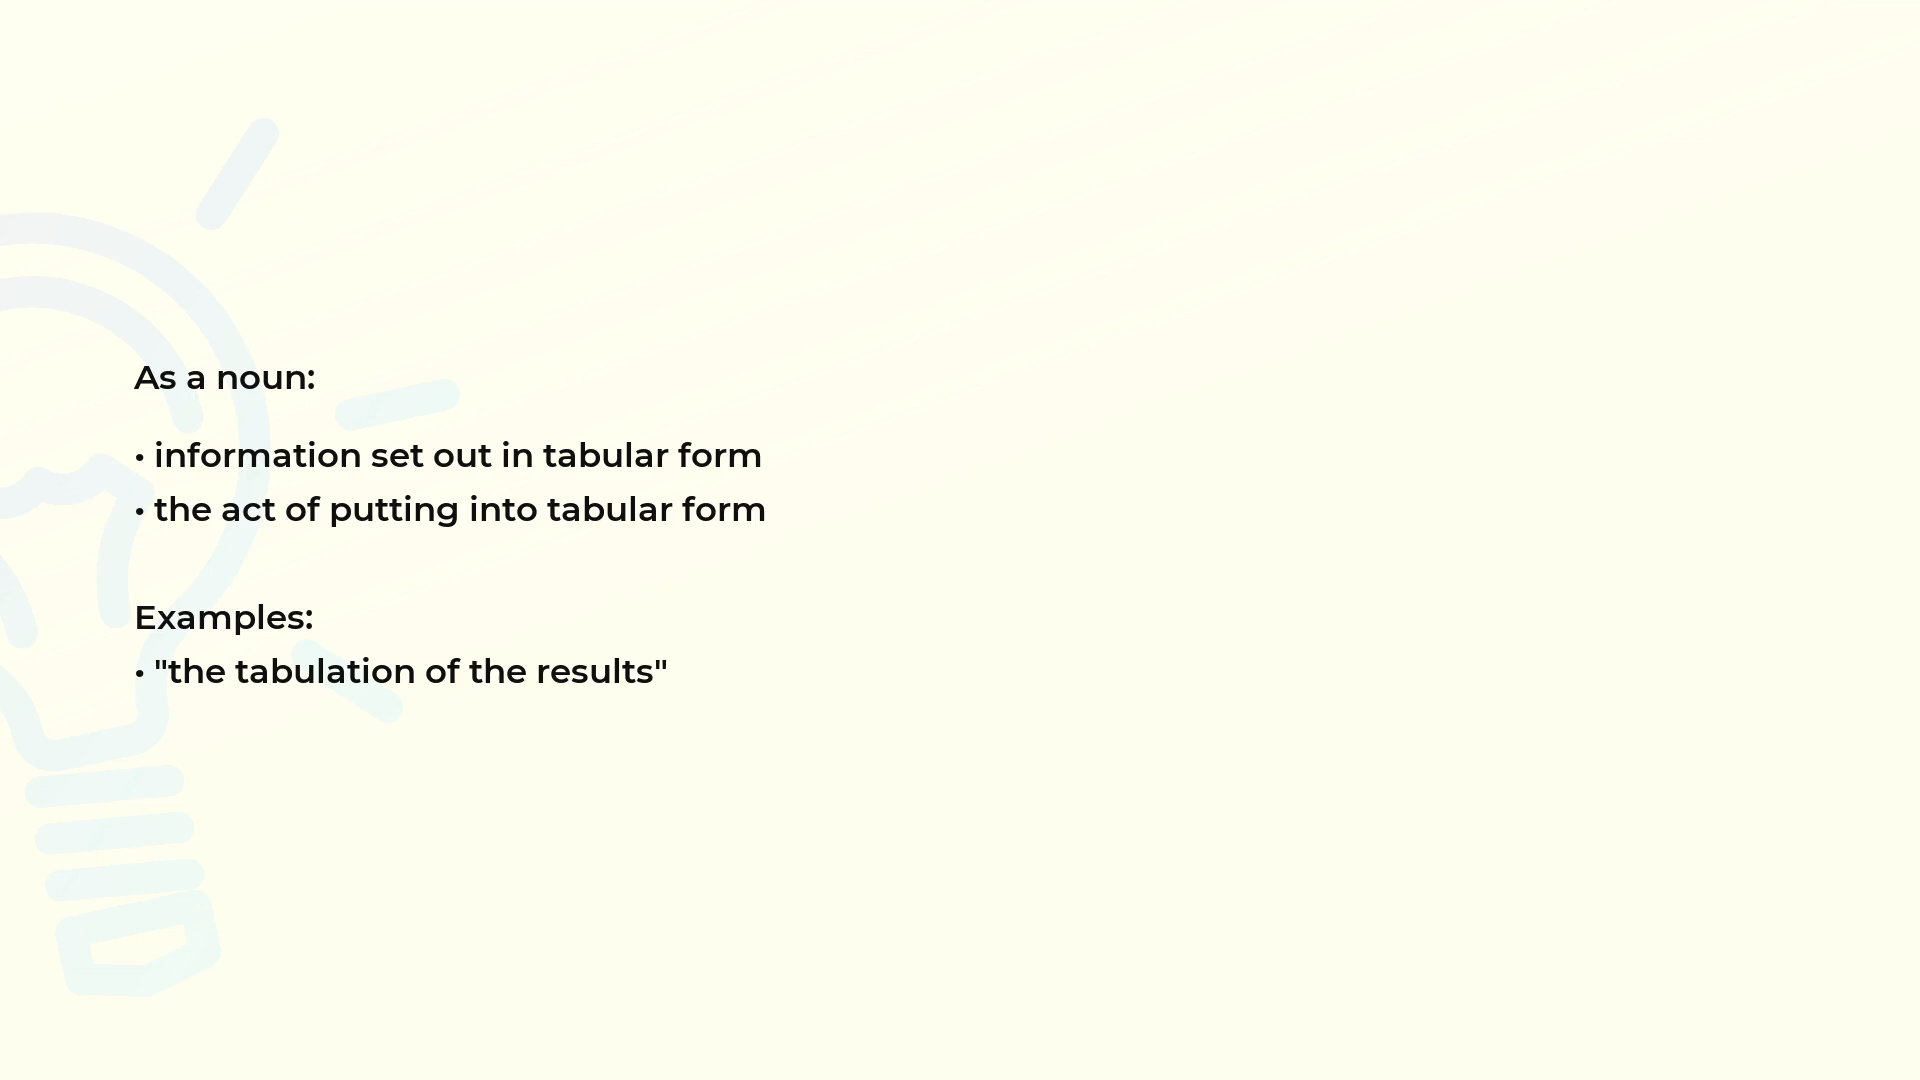 As a noun:
• information set out in tabular form
• the act of putting into tabular form
Examples:
• "the tabulation of the results"